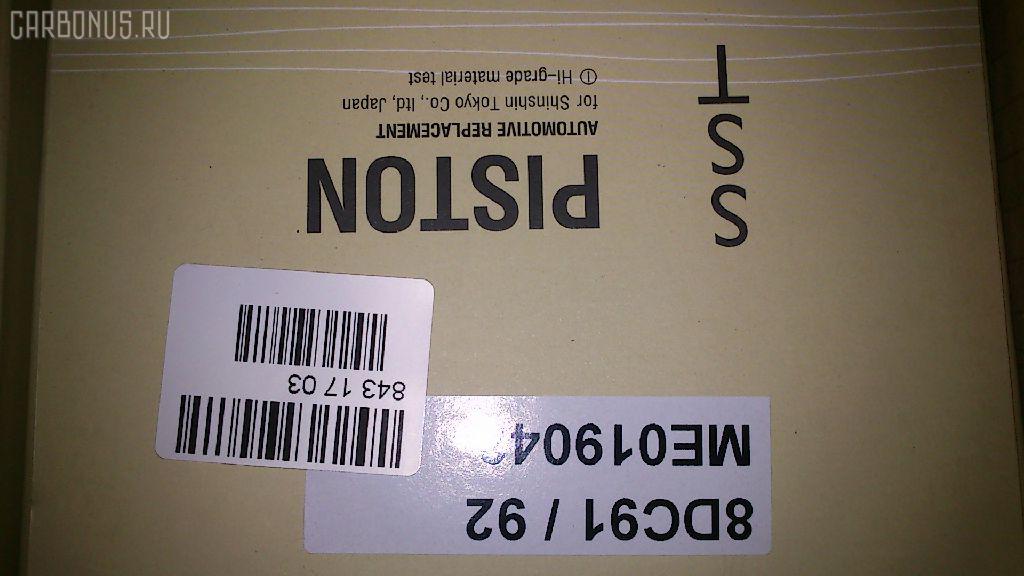 CARBONUS.RU
8DC91 / 92
ME01904
843 17 03
SST
PISTON
AUTOMOTIVE REPLACEMENT
for Shinshin Tokyo Co., ltd, Japan
① Hi-grade material test